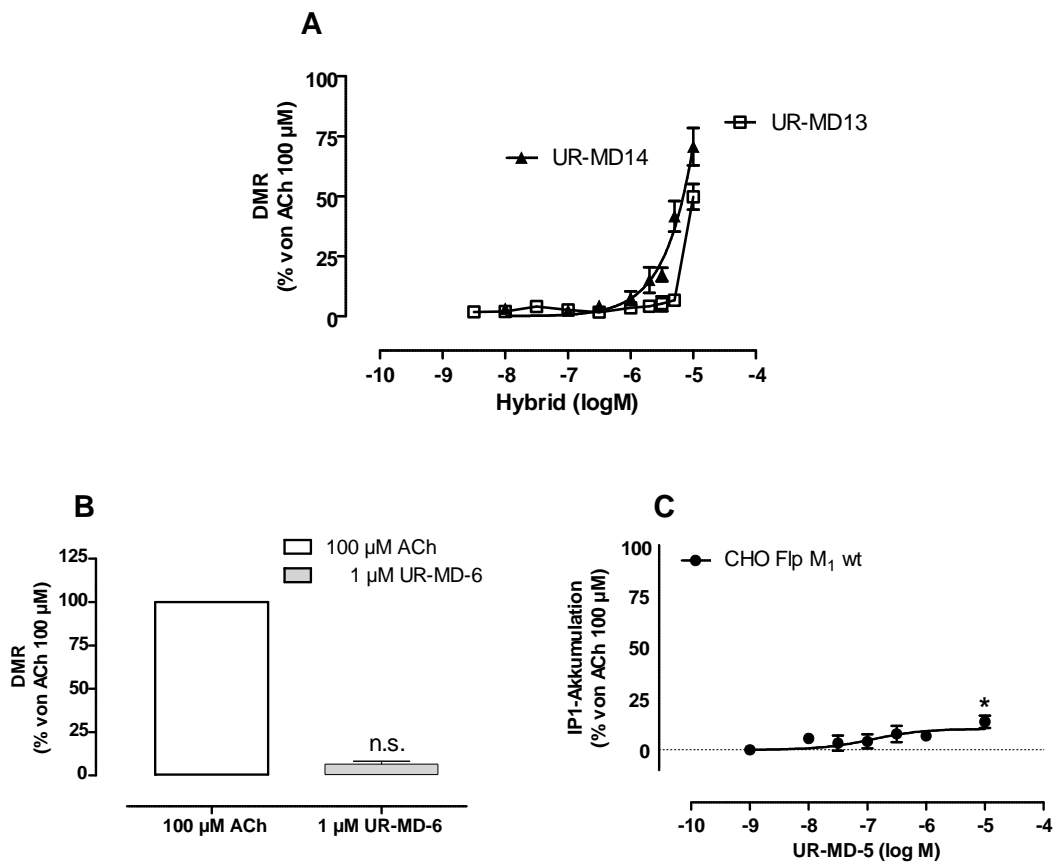 A
DMR
(% von ACh 100 µM)
100
75
50
25
0
UR-MD13
UR-MD14
-10 -9 -8 -7 -6 -5 -4
Hybrid (logM)
B
DMR
(% von ACh 100 µM)
125
100
75
50
25
0
100 µM ACh
1 µM UR-MD-6
n.s.
100 µM ACh 1 µM UR-MD-6
C
IP1-Akkumulation
(% von ACh 100 µM)
100
75
50
25
0
CHO Flp M₁ wt
*
-10 -9 -8 -7 -6 -5 -4
UR-MD-5 (log M)